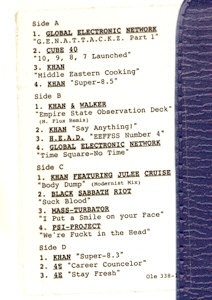 Side A
1. GLOBAL ELECTRONIC NETWORK
"G.E.N.A.T.T.A.C.K.Z. Part 1"
2. CUBE 40
"10, 9, 8, 7 Launched"
3. KHAN
"Middle Eastern Cooking"
4. KHAN "Super-8.5"
Side B
1. KHAN & WALKER
"Empire State Observation Deck"
(M. Flux Remix)
2. KHAN "Say Anything!"
3. H.E.A.D. "EEFFSS Number 4"
4. GLOBAL ELECTRONIC NETWORK
"Time Square-No Time"
Side C
1. KHAN FEATURING JULEE CRUISE
"Body Dump" (Modernist Mix)
2. BLACK SABBATH RIOT
"Suck Blood"
3. MASS-TURBATOR
"I Put a Smile on your Face"
4. PSI-PROJECT
"We're Fuckt in the Head"
Side D
1. KHAN "Super-8.3"
2. 4E "Career Councelor"
3. 4E "Stay Fresh"
Ole 338-